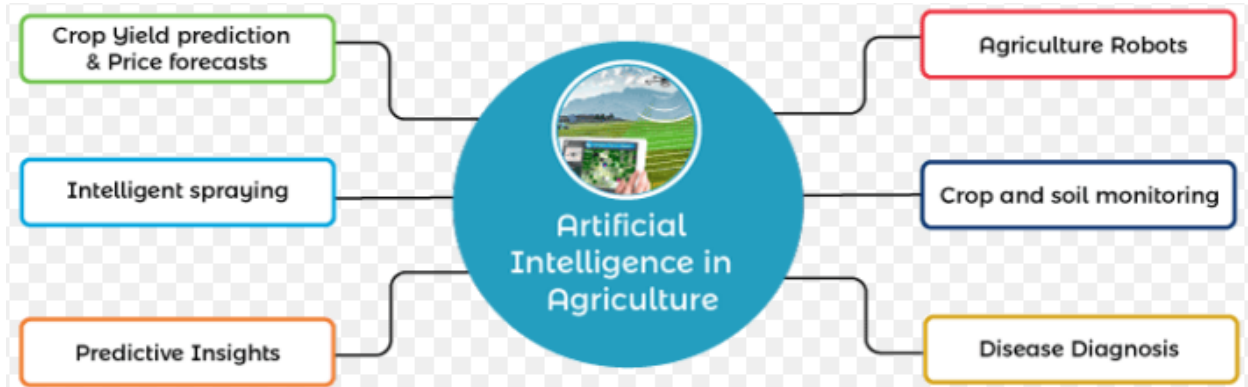 Crop Yield prediction
& Price forecasts
Intelligent spraying
Predictive Insights
Artificial
Intelligence in
Agriculture
Agriculture Robots
Crop and soil monitoring
Disease Diagnosis